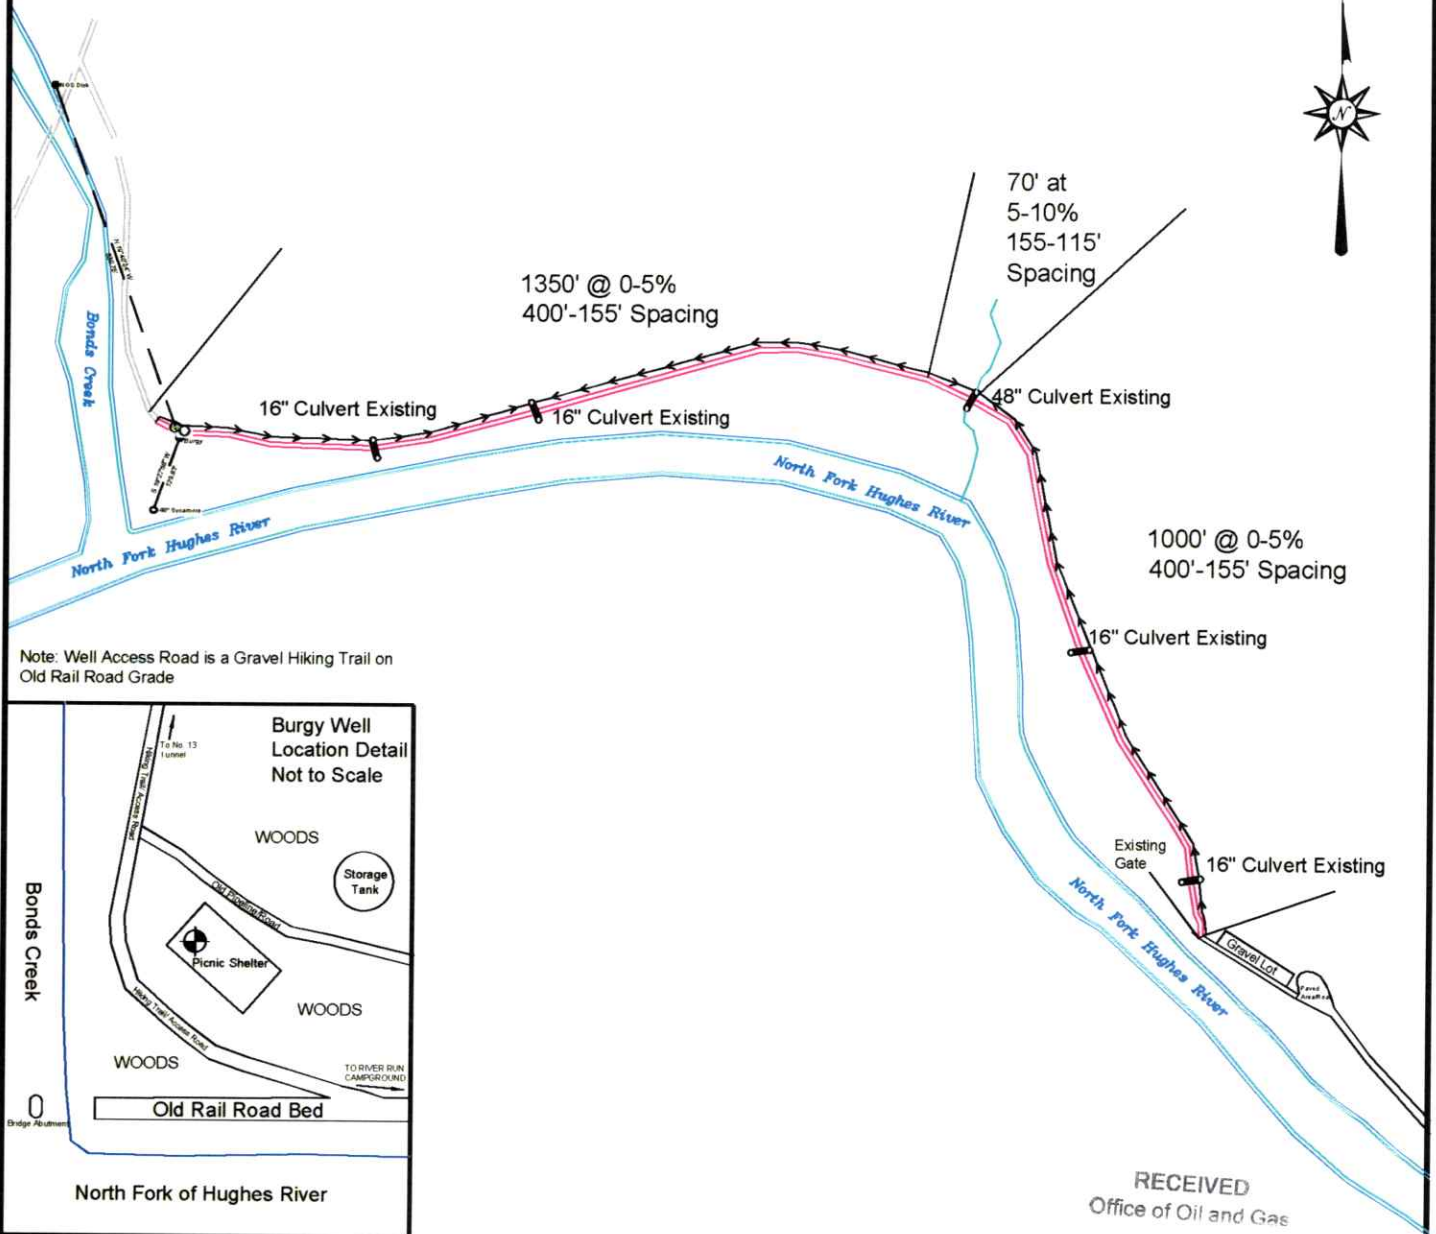 N
70' at
5-10%
155-115'
Spacing
1350' @ 0-5%
400'-155' Spacing
Bonds Creek
16" Culvert Existing
16" Culvert Existing
48" Culvert Existing
Burgy
48" Sycamore
North Fork Hughes River
North Fork Hughes River
1000' @ 0-5%
400'-155' Spacing
16" Culvert Existing
Note: Well Access Road is a Gravel Hiking Trail on
Old Rail Road Grade
Existing
Gate
16" Culvert Existing
North Fork Hughes River
Gravel Lot
Paved
Burgy Well
Location Detail
Not to Scale
To No. 13
Tunnel
Hiking Trail/ Access Road
WOODS
Storage
Tank
Old Pipeline Road
Bonds Creek
Picnic Shelter
WOODS
Hiking Trail/ Access Road
WOODS
TO RIVER RUN
CAMPGROUND
Old Rail Road Bed
Bridge Abutment
North Fork of Hughes River
RECEIVED
Office of Oil and Gas